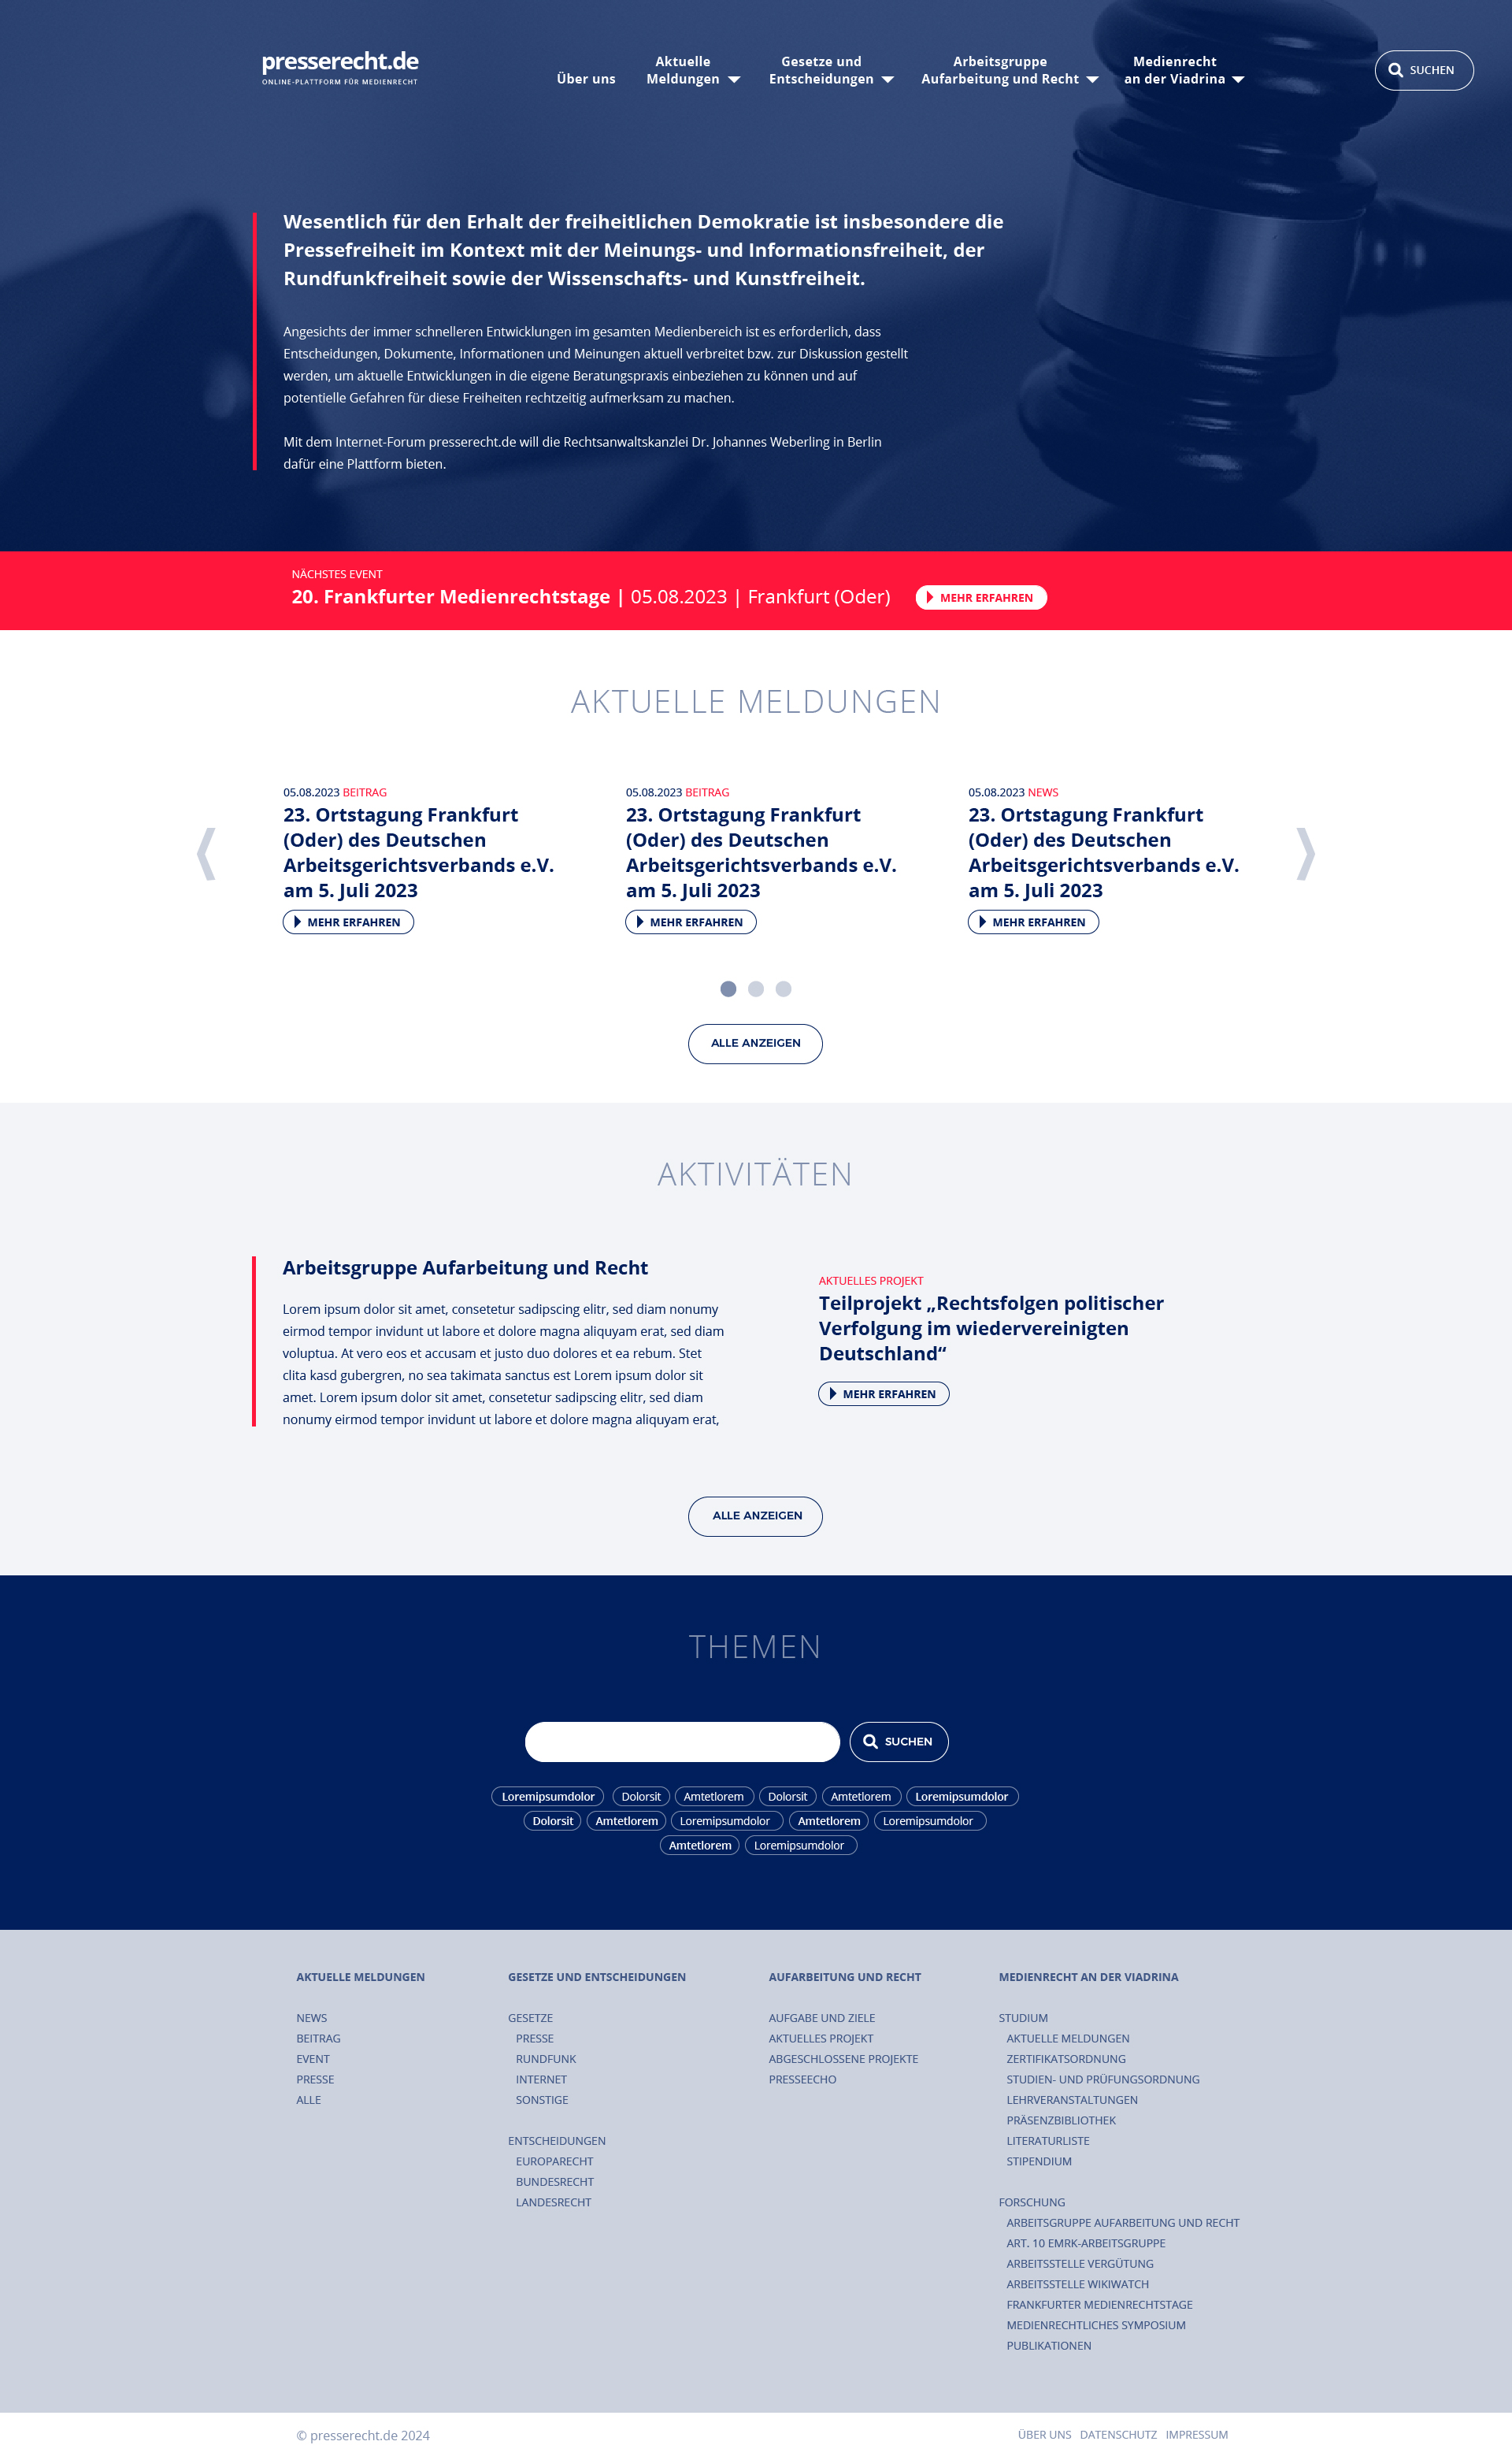 presserecht.de
ONLINE-PLATTFORM FÜR MEDIENRECHT
Über uns
Aktuelle
Meldungen
Gesetze und
Entscheidungen
Arbeitsgruppe
Aufarbeitung und Recht
Medienrecht
an der Viadrina
SUCHEN
Wesentlich für den Erhalt der freiheitlichen Demokratie ist insbesondere die
Pressefreiheit im Kontext mit der Meinungs- und Informationsfreiheit, der
Rundfunkfreiheit sowie der Wissenschafts- und Kunstfreiheit.
Angesichts der immer schnelleren Entwicklungen im gesamten Medienbereich ist es erforderlich, dass
Entscheidungen, Dokumente, Informationen und Meinungen aktuell verbreitet bzw. zur Diskussion gestellt
werden, um aktuelle Entwicklungen in die eigene Beratungspraxis einbeziehen zu können und auf
potentielle Gefahren für diese Freiheiten rechtzeitig aufmerksam zu machen.
Mit dem Internet-Forum presserecht.de will die Rechtsanwaltskanzlei Dr. Johannes Weberling in Berlin
dafür eine Plattform bieten.
NÄCHSTES EVENT
20. Frankfurter Medienrechtstage | 05.08.2023 | Frankfurt (Oder)
MEHR ERFAHREN
AKTUELLE MELDUNGEN
05.08.2023 BEITRAG
23. Ortstagung Frankfurt
(Oder) des Deutschen
Arbeitsgerichtsverbands e.V.
am 5. Juli 2023
MEHR ERFAHREN
05.08.2023 BEITRAG
23. Ortstagung Frankfurt
(Oder) des Deutschen
Arbeitsgerichtsverbands e.V.
am 5. Juli 2023
MEHR ERFAHREN
05.08.2023 NEWS
23. Ortstagung Frankfurt
(Oder) des Deutschen
Arbeitsgerichtsverbands e.V.
am 5. Juli 2023
MEHR ERFAHREN
ALLE ANZEIGEN
AKTIVITÄTEN
Arbeitsgruppe Aufarbeitung und Recht
Lorem ipsum dolor sit amet, consetetur sadipscing elitr, sed diam nonumy
eirmod tempor invidunt ut labore et dolore magna aliquyam erat, sed diam
voluptua. At vero eos et accusam et justo duo dolores et ea rebum. Stet
clita kasd gubergren, no sea takimata sanctus est Lorem ipsum dolor sit
amet. Lorem ipsum dolor sit amet, consetetur sadipscing elitr, sed diam
nonumy eirmod tempor invidunt ut labore et dolore magna aliquyam erat,
AKTUELLES PROJEKT
Teilprojekt „Rechtsfolgen politischer
Verfolgung im wiedervereinigten
Deutschland“
MEHR ERFAHREN
ALLE ANZEIGEN
THEMEN
SUCHEN
Loremipsumdolor Dolorsit Amtetlorem Dolorsit Amtetlorem Loremipsumdolor
Dolorsit Amtetlorem Loremipsumdolor Amtetlorem Loremipsumdolor
Amtetlorem Loremipsumdolor
AKTUELLE MELDUNGEN
NEWS
BEITRAG
EVENT
PRESSE
ALLE
GESETZE UND ENTSCHEIDUNGEN
GESETZE
PRESSE
RUNDFUNK
INTERNET
SONSTIGE
ENTSCHEIDUNGEN
EUROPARECHT
BUNDESRECHT
LANDESRECHT
AUFARBEITUNG UND RECHT
AUFGABE UND ZIELE
AKTUELLES PROJEKT
ABGESCHLOSSENE PROJEKTE
PRESSEECHO
MEDIENRECHT AN DER VIADRINA
STUDIUM
AKTUELLE MELDUNGEN
ZERTIFIKATSORDNUNG
STUDIEN- UND PRÜFUNGSORDNUNG
LEHRVERANSTALTUNGEN
PRÄSENZBIBLIOTHEK
LITERATURLISTE
STIPENDIUM
FORSCHUNG
ARBEITSGRUPPE AUFARBEITUNG UND RECHT
ART. 10 EMRK-ARBEITSGRUPPE
ARBEITSSTELLE VERGÜTUNG
ARBEITSSTELLE WIKIWATCH
FRANKFURTER MEDIENRECHTSTAGE
MEDIENRECHTLICHES SYMPOSIUM
PUBLIKATIONEN
© presserecht.de 2024
ÜBER UNS DATENSCHUTZ IMPRESSUM